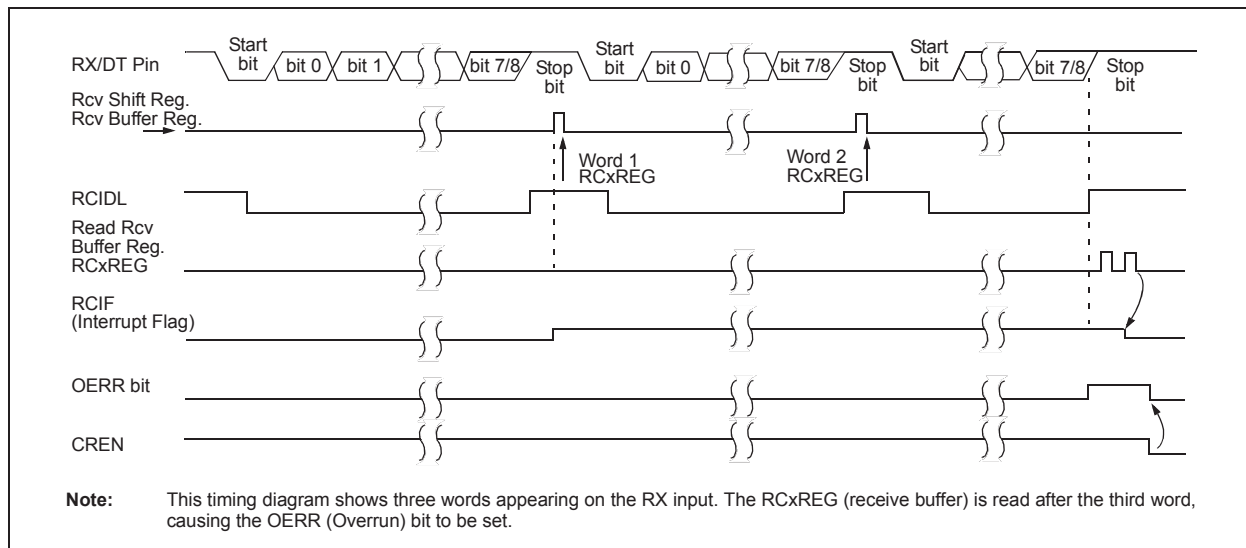 RX/DT Pin
Start bit
bit 0
bit 1
bit 7/8
Stop bit
Start bit
bit 0
bit 7/8
Stop bit
Start bit
bit 7/8
Stop bit
Rcv Shift Reg.
Rcv Buffer Reg.
Word 1
RCxREG
Word 2
RCxREG
RCIDL
Read Rcv
Buffer Reg.
RCxREG
RCIF
(Interrupt Flag)
OERR bit
CREN
Note: This timing diagram shows three words appearing on the RX input. The RCxREG (receive buffer) is read after the third word,
causing the OERR (Overrun) bit to be set.